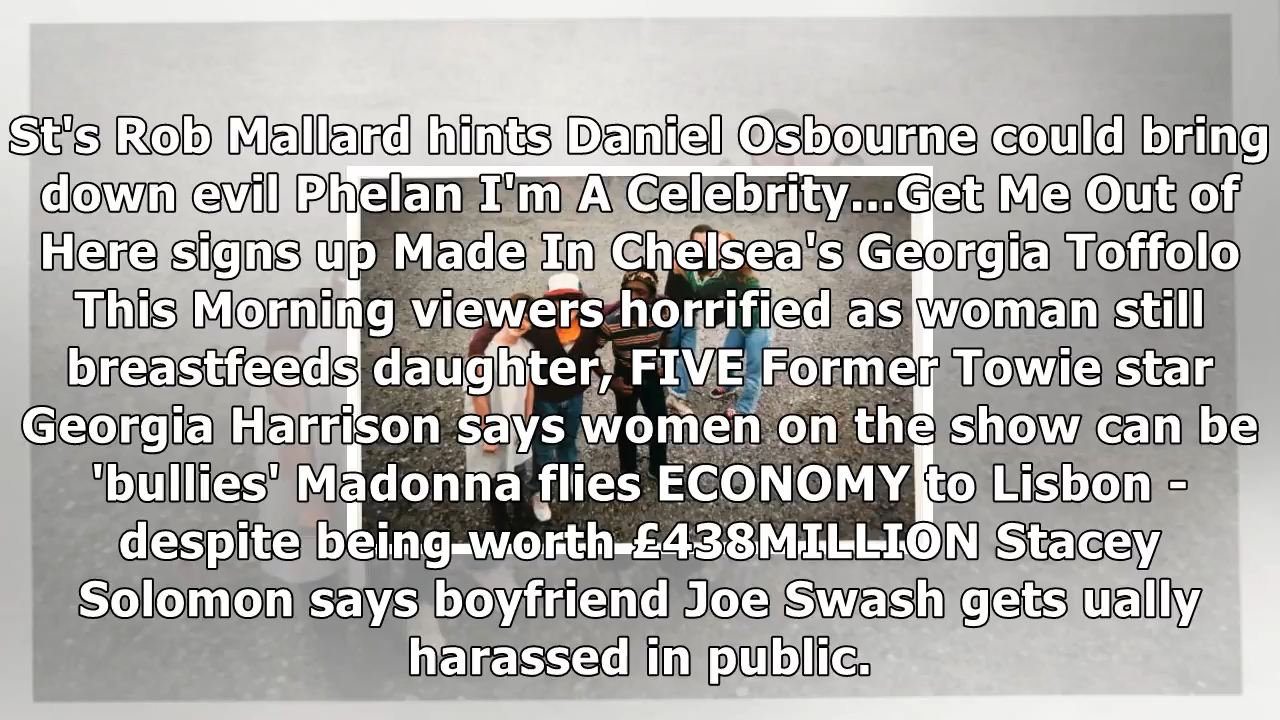 St's Rob Mallard hints Daniel Osbourne could bring
down evil Phelan I'm A Celebrity...Get Me Out of
Here signs up Made In Chelsea's Georgia Toffolo
This Morning viewers horrified as woman still
breastfeeds daughter, FIVE Former Towie star
Georgia Harrison says women on the show can be
'bullies' Madonna flies ECONOMY to Lisbon -
despite being worth £438MILLION Stacey
Solomon says boyfriend Joe Swash gets ually
harassed in public.